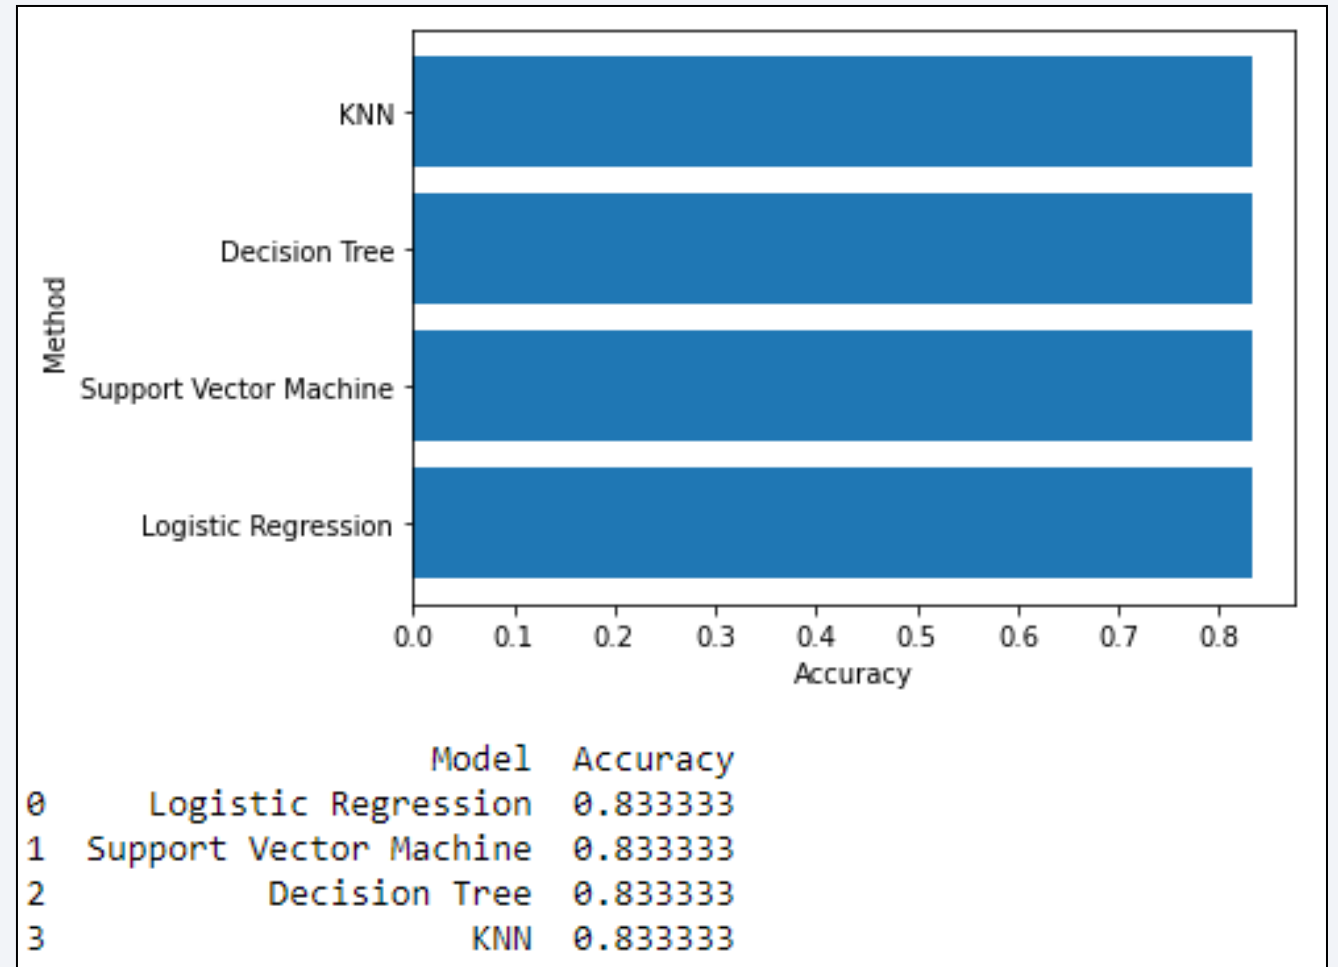 KNN
Decision Tree
Method
Support Vector Machine
Logistic Regression
0.0 0.1 0.2 0.3 0.4 0.5 0.6 0.7 0.8
Accuracy
Model Accuracy
0 Logistic Regression 0.833333
1 Support Vector Machine 0.833333
2 Decision Tree 0.833333
3 KNN 0.833333